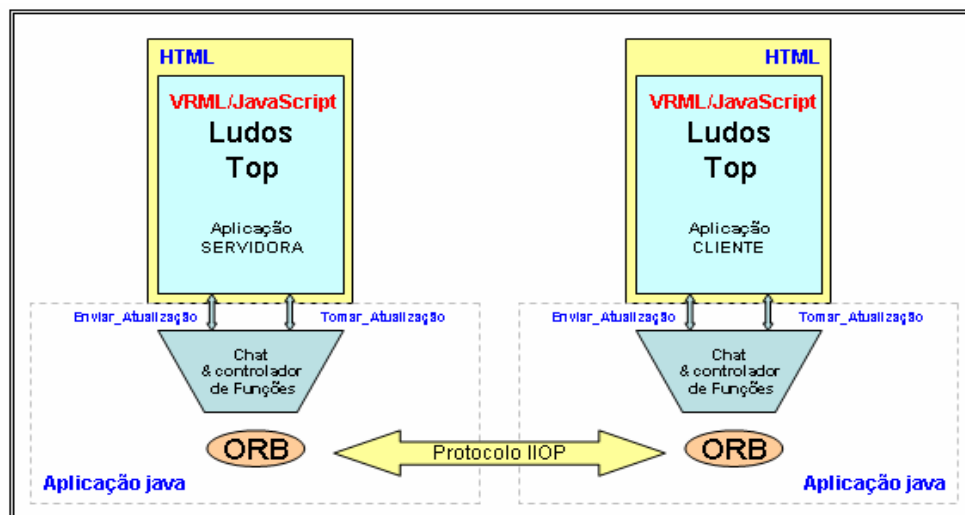 HTML
VRML/JavaScript
Ludos
Top
Aplicação
SERVIDORA
Enviar_Atualização
Tomar_Atualização
Chat
& controlador
de Funções
ORB
Aplicação java
HTML
VRML/JavaScript
Ludos
Top
Aplicação
CLIENTE
Enviar_Atualização
Tomar_Atualização
Chat
& controlador
de Funções
ORB
Aplicação java
Protocolo IIOP